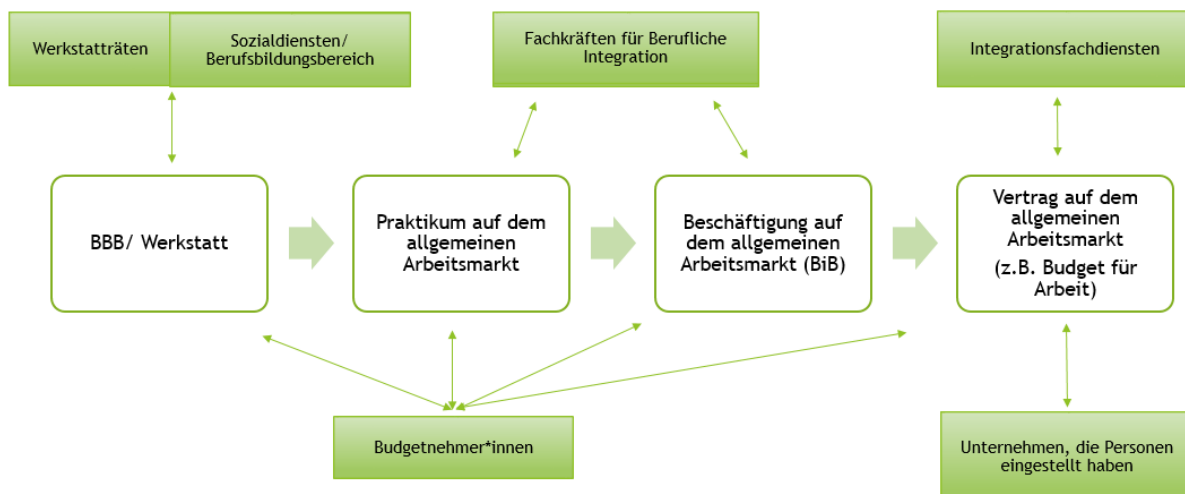 Werkstatträten
Sozialdiensten/
Berufsbildungsbereich
Fachkräften für Berufliche
Integration
Integrationsfachdiensten
BBB/ Werkstatt
Praktikum auf dem
allgemeinen
Arbeitsmarkt
Beschäftigung auf
dem allgemeinen
Arbeitsmarkt (BiB)
Vertrag auf dem
allgemeinen
Arbeitsmarkt
(z.B. Budget für
Arbeit)
Budgetnehmer*innen
Unternehmen, die Personen
eingestellt haben